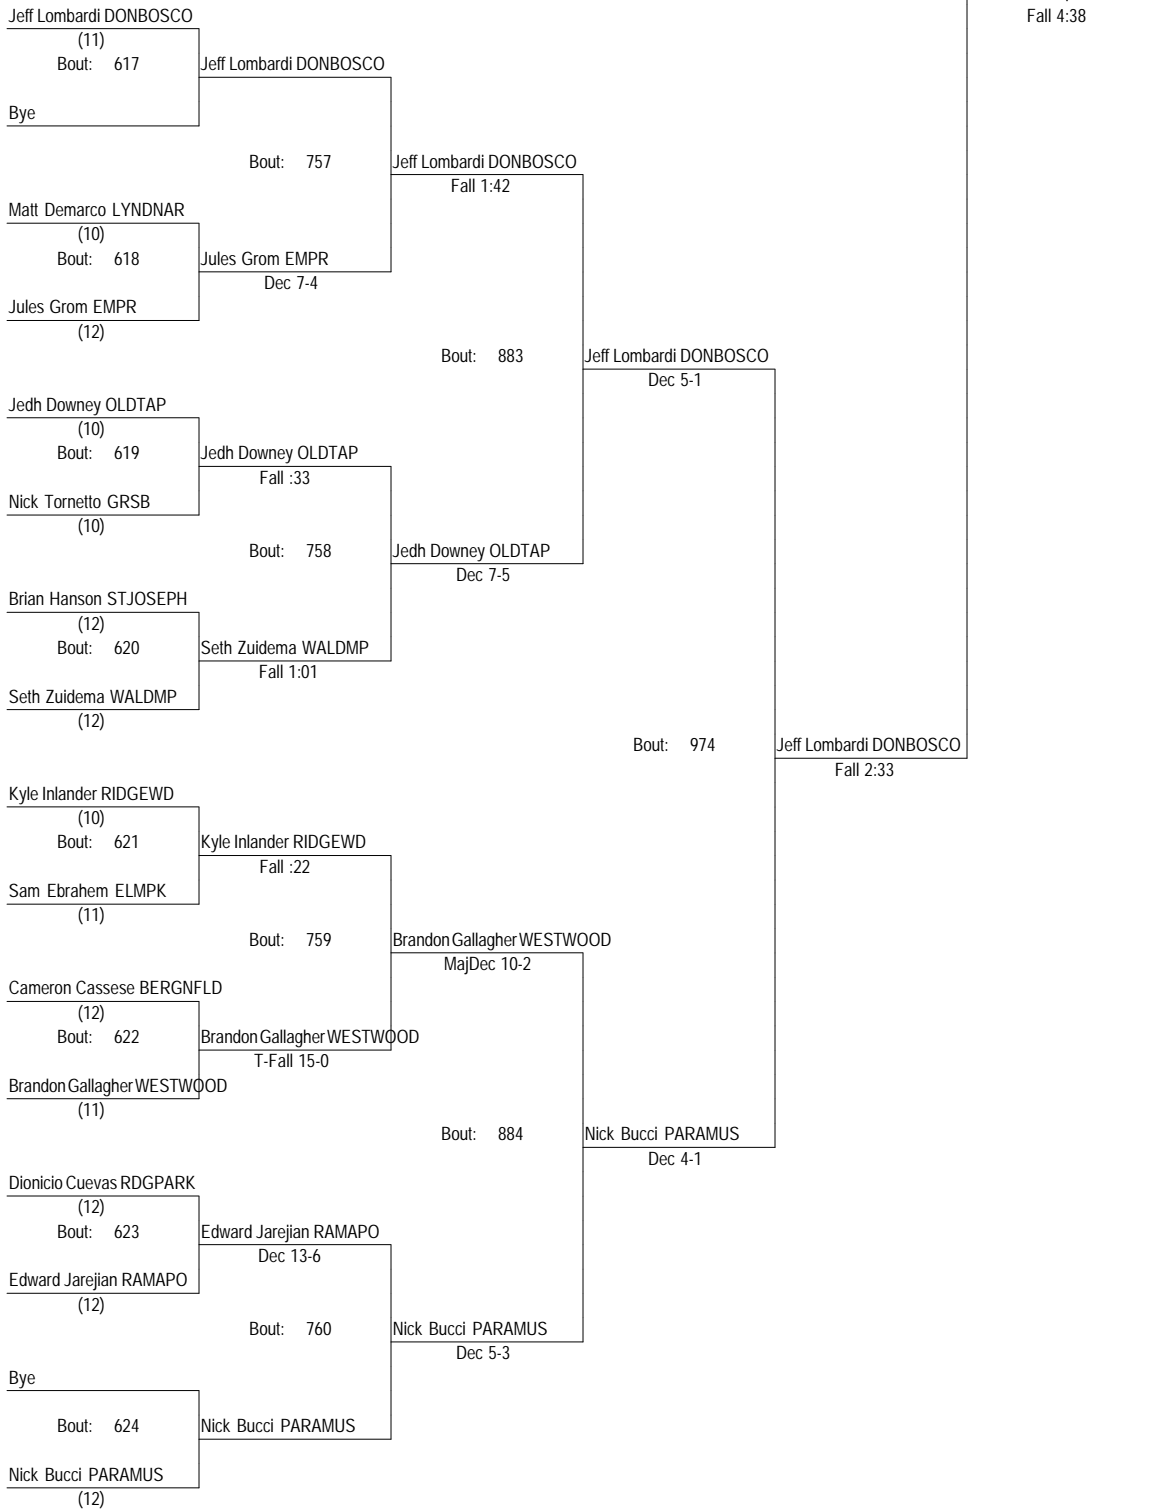 Fall 4:38
Jeff Lombardi DONBOSCO
(11)
Bout: 617
Jeff Lombardi DONBOSCO
Bye
Bout: 757
Jeff Lombardi DONBOSCO
Fall 1:42
Matt Demarco LYNDNAR
(10)
Bout: 618
Jules Grom EMPR
Dec 7-4
Jules Grom EMPR
(12)
Bout: 883
Jeff Lombardi DONBOSCO
Dec 5-1
Jedh Downey OLDTAP
(10)
Bout: 619
Jedh Downey OLDTAP
Fall :33
Nick Tornetto GRSB
(10)
Bout: 758
Jedh Downey OLDTAP
Dec 7-5
Brian Hanson STJOSEPH
(12)
Bout: 620
Seth Zuidema WALDMP
Fall 1:01
Seth Zuidema WALDMP
(12)
Bout: 974
Jeff Lombardi DONBOSCO
Fall 2:33
Kyle Inlander RIDGEWD
(10)
Bout: 621
Kyle Inlander RIDGEWD
Fall :22
Sam Ebrahem ELMPK
(11)
Bout: 759
Brandon Gallagher WESTWOOD
MajDec 10-2
Cameron Cassese BERGNFLD
(12)
Bout: 622
Brandon Gallagher WESTWOOD
T-Fall 15-0
Brandon Gallagher WESTWOOD
(11)
Bout: 884
Nick Bucci PARAMUS
Dec 4-1
Dionicio Cuevas RDGPARK
(12)
Bout: 623
Edward Jarejian RAMAPO
Dec 13-6
Edward Jarejian RAMAPO
(12)
Bout: 760
Nick Bucci PARAMUS
Dec 5-3
Bye
Bout: 624
Nick Bucci PARAMUS
Nick Bucci PARAMUS
(12)